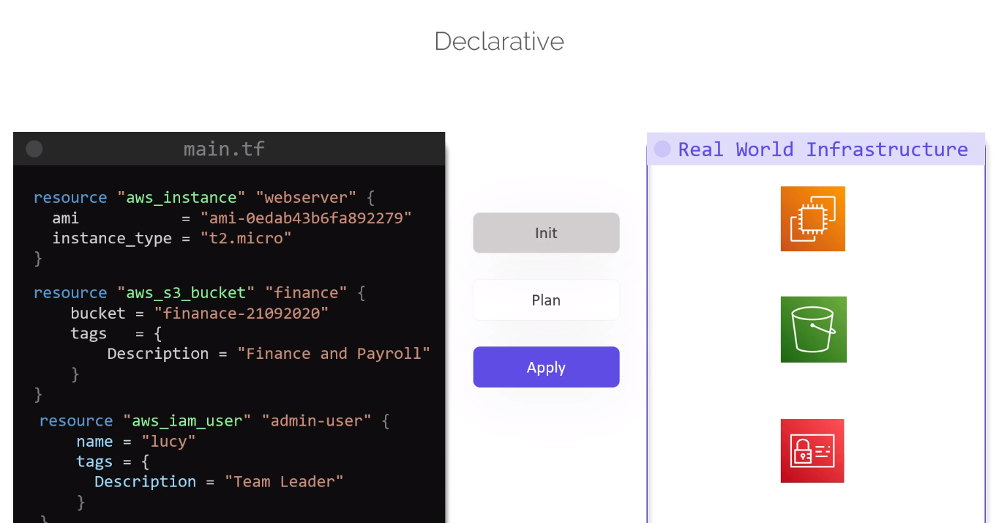 Declarative
main.tf
resource "aws_instance" "webserver" {
  ami           = "ami-0edab43b6fa892279"
  instance_type = "t2.micro"
}
resource "aws_s3_bucket" "finance" {
    bucket = "finanace-21092020"
    tags   = {
        Description = "Finance and Payroll"
    }
}
resource "aws_iam_user" "admin-user" {
    name = "lucy"
    tags = {
      Description = "Team Leader"
    }
}
Init
Plan
Apply
Real World Infrastructure